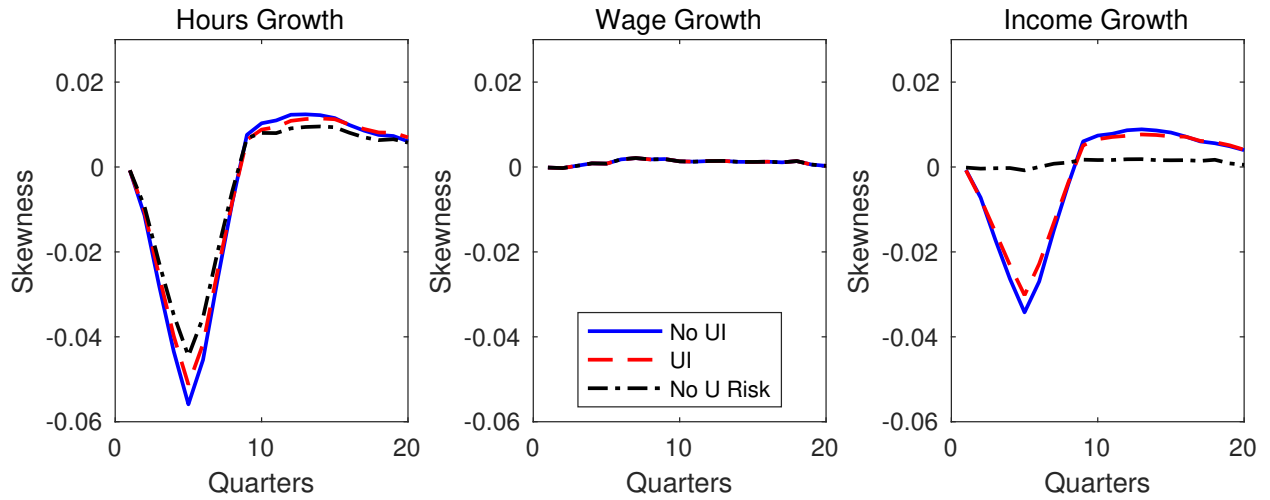 Hours Growth
Wage Growth
Income Growth
Skewness
0.02
0
-0.02
-0.04
-0.06
0
10
20
Quarters
Skewness
0.02
0
-0.02
-0.04
-0.06
0
10
20
Quarters
No UI
UI
No U Risk
Skewness
0.02
0
-0.02
-0.04
-0.06
0
10
20
Quarters